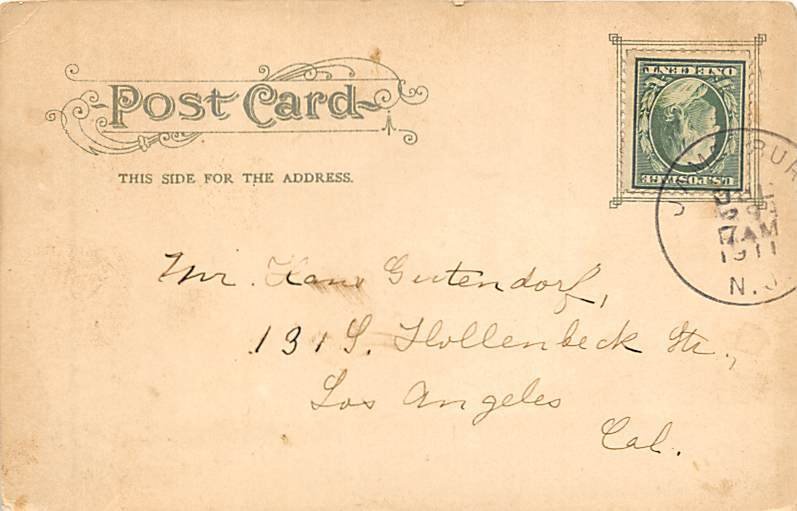 Post Card
THIS SIDE FOR THE ADDRESS.
ONE CENT
U.S. POSTAGE
7 AM
1911
N.J.
Mr. Hans Gutendorf,
131 S. Hollenbeck Str.,
Los Angeles
Cal.